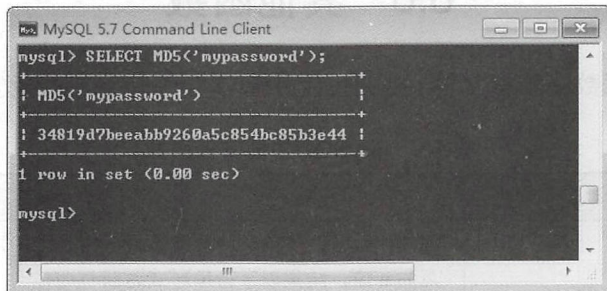 MySQL 5.7 Command Line Client
mysql> SELECT MD5('mypassword');
+----------------------------------+
| MD5('mypassword')                |
+----------------------------------+
| 34819d7beeabb9260a5c854bc85b3e44 |
+----------------------------------+
1 row in set (0.00 sec)
mysql>